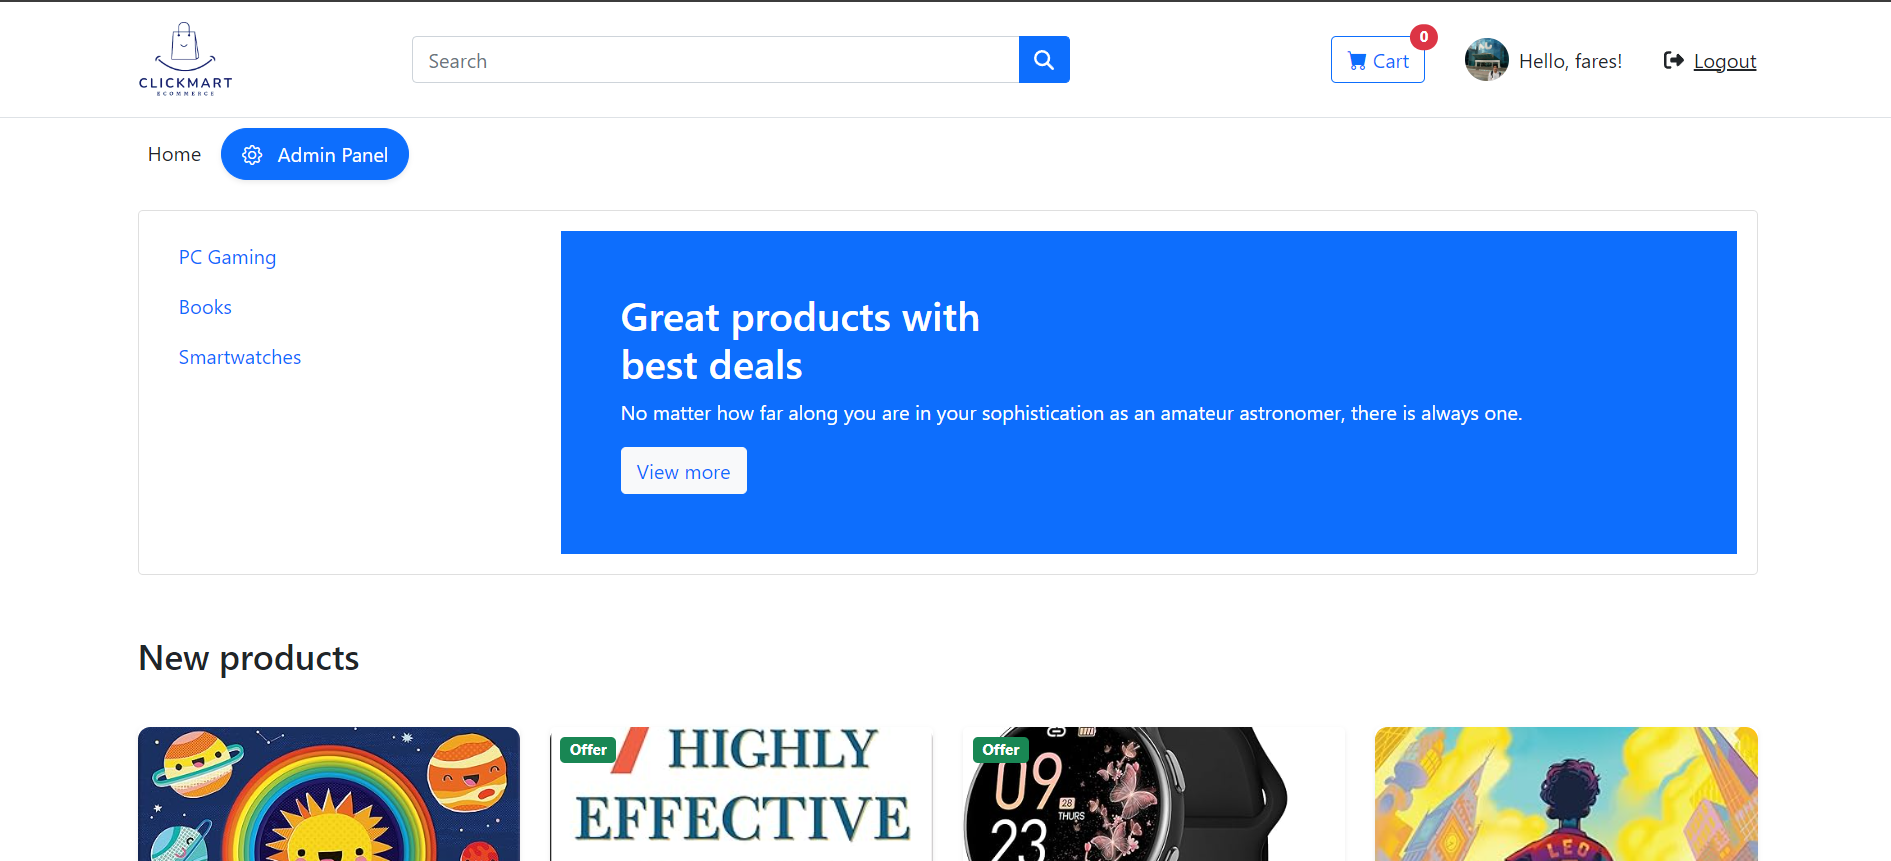 CLICKMART
ECOMMERCE
Search
Cart
0
Hello, fares!
Logout
Home
Admin Panel
PC Gaming
Books
Smartwatches
Great products with
best deals
No matter how far along you are in your sophistication as an amateur astronomer, there is always one.
View more
New products
Offer
HIGHLY
EFFECTIVE
Offer
09
28
THURS
23
LEO